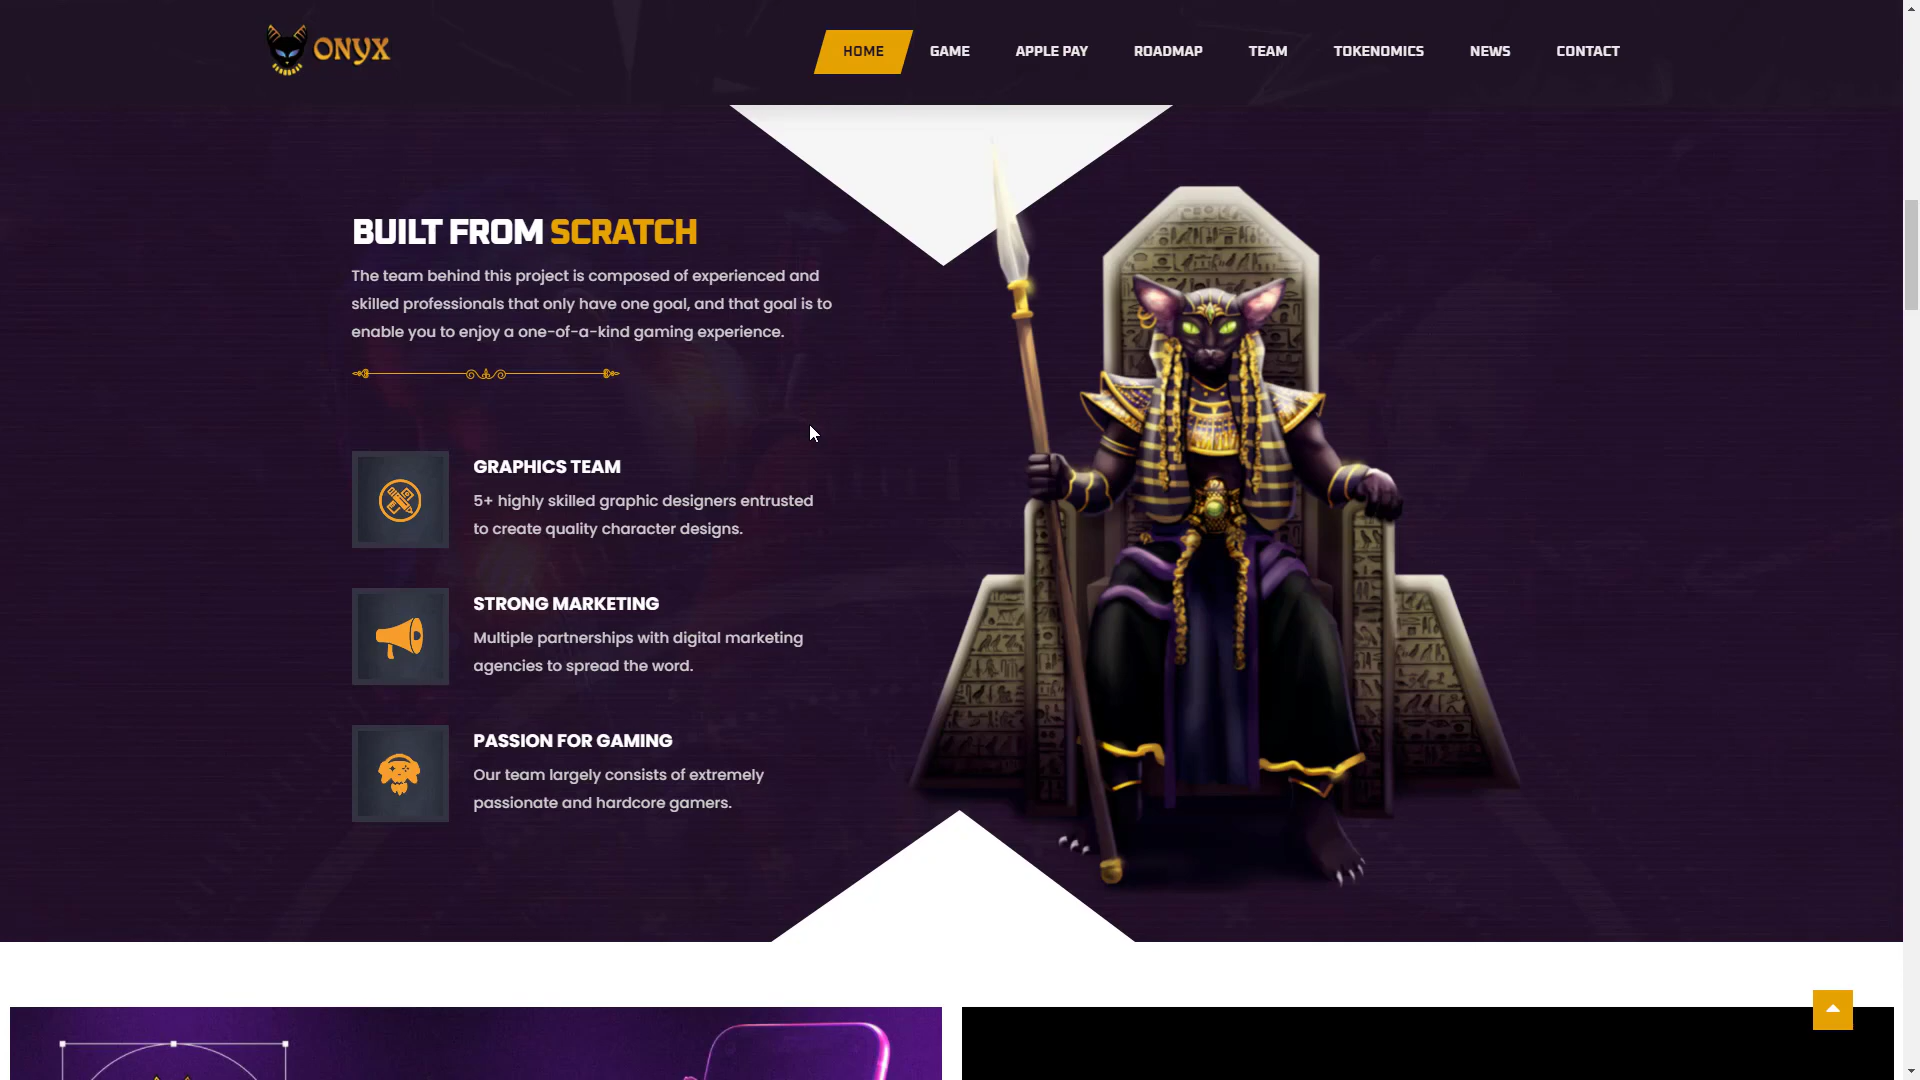 ONYX
HOME GAME APPLE PAY ROADMAP TEAM TOKENOMICS NEWS CONTACT
BUILT FROM SCRATCH
The team behind this project is composed of experienced and
skilled professionals that only have one goal, and that goal is to
enable you to enjoy a one-of-a-kind gaming experience.
GRAPHICS TEAM
5+ highly skilled graphic designers entrusted
to create quality character designs.
STRONG MARKETING
Multiple partnerships with digital marketing
agencies to spread the word.
PASSION FOR GAMING
Our team largely consists of extremely
passionate and hardcore gamers.